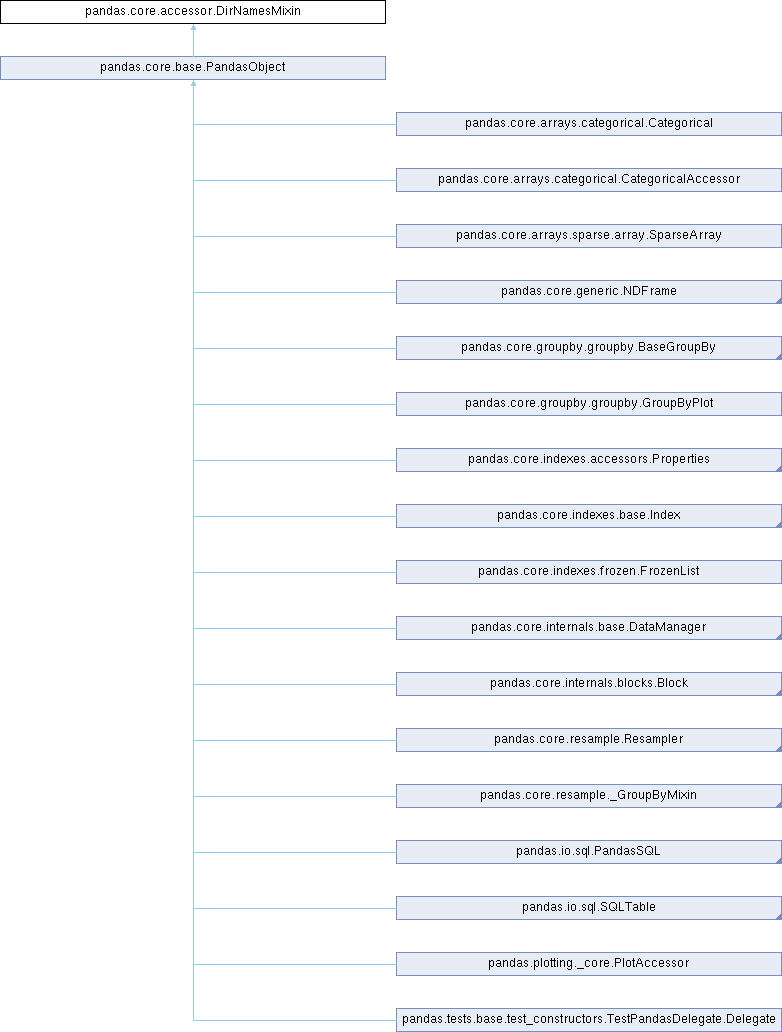 pandas.core.accessor.DirNamesMixin
pandas.core.base.PandasObject
pandas.core.arrays.categorical.Categorical
pandas.core.arrays.categorical.CategoricalAccessor
pandas.core.arrays.sparse.array.SparseArray
pandas.core.generic.NDFrame
pandas.core.groupby.groupby.BaseGroupBy
pandas.core.groupby.groupby.GroupByPlot
pandas.core.indexes.accessors.Properties
pandas.core.indexes.base.Index
pandas.core.indexes.frozen.FrozenList
pandas.core.internals.base.DataManager
pandas.core.internals.blocks.Block
pandas.core.resample.Resampler
pandas.core.resample._GroupByMixin
pandas.io.sql.PandasSQL
pandas.io.sql.SQLTable
pandas.plotting._core.PlotAccessor
pandas.tests.base.test_constructors.TestPandasDelegate.Delegate